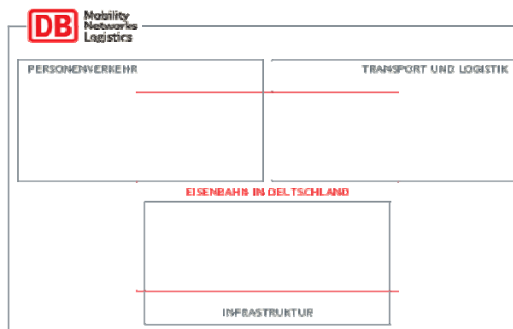 DB
Mobility
Networks
Logistics
PERSONENVERKEHR
TRANSPORT UND LOGISTIK
EISENBAHN IN DEUTSCHLAND
INFRASTRUKTUR